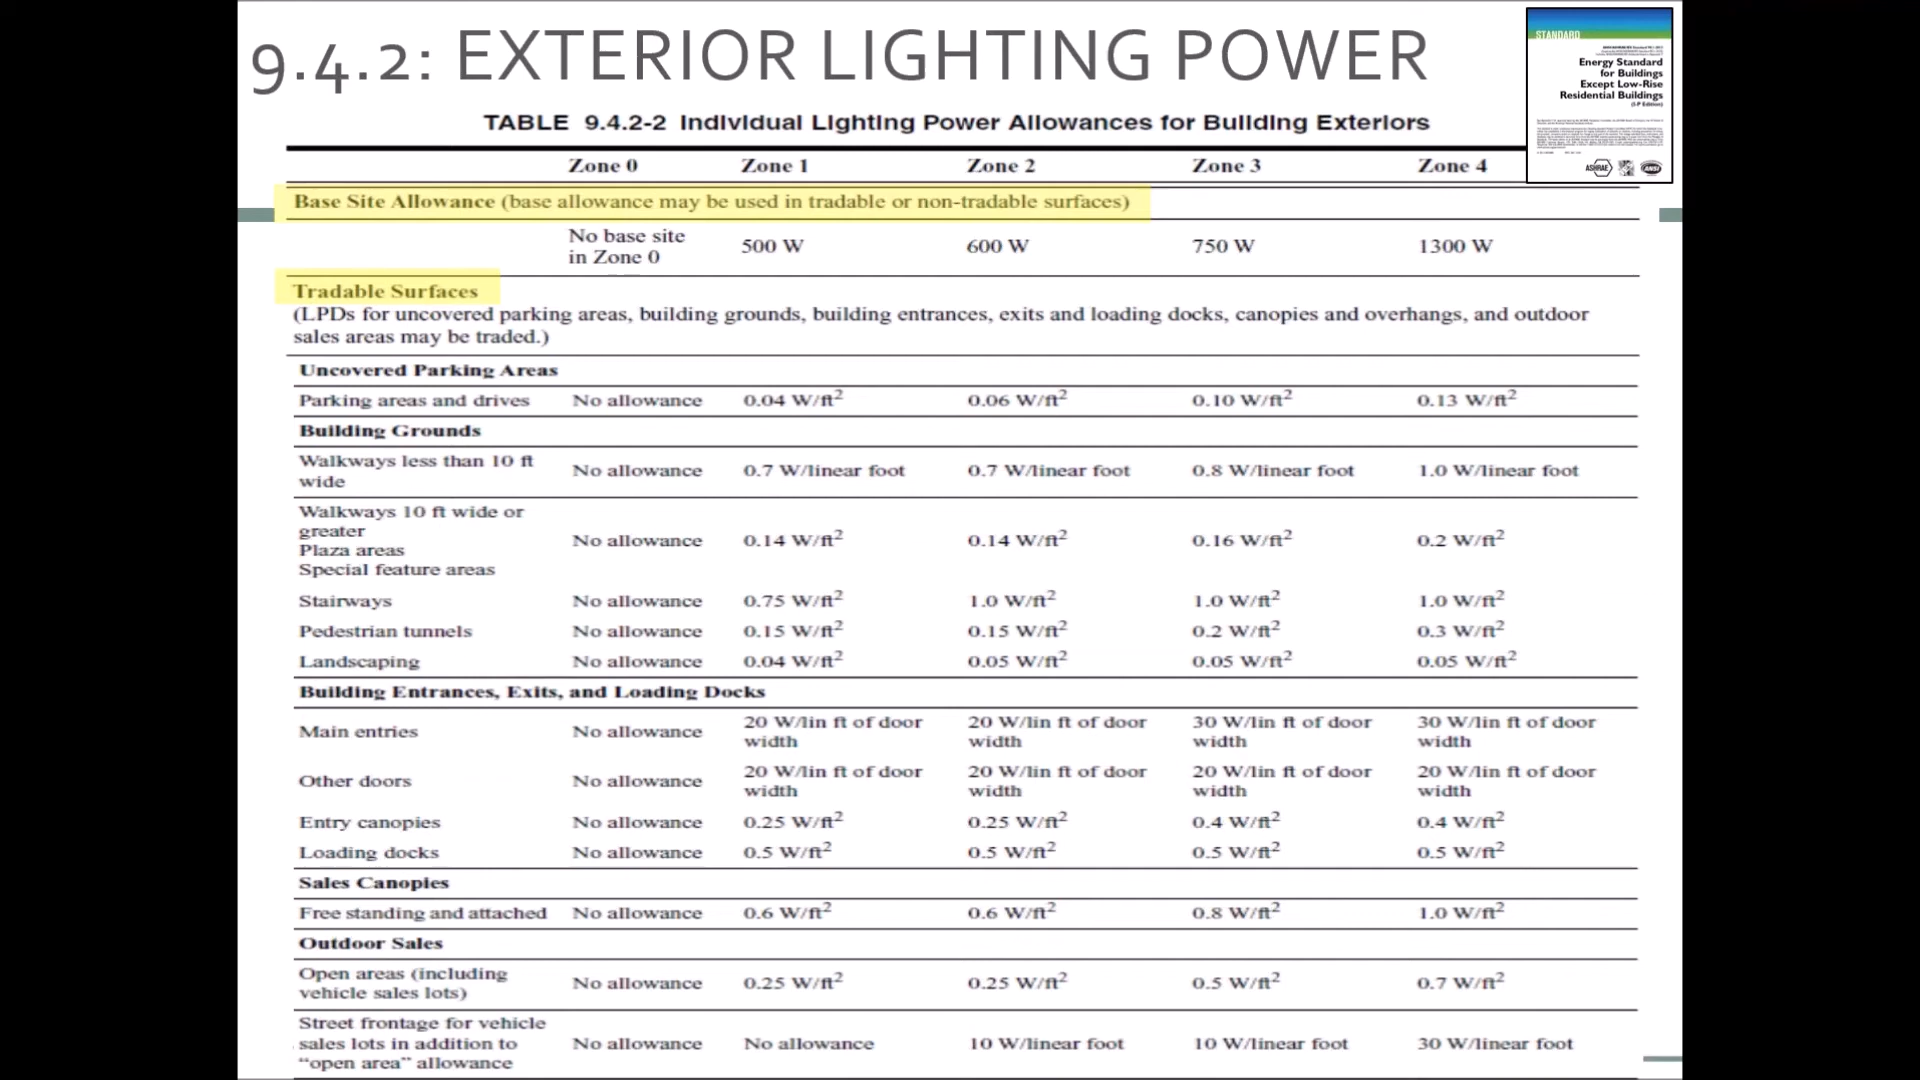 9.4.2: EXTERIOR LIGHTING POWER
STANDARD
Energy Standard
for Buildings
Except Low-Rise
Residential Buildings
(I-P Edition)
ASHRAE
ANSI
TABLE 9.4.2-2 Individual Lighting Power Allowances for Building Exteriors
Zone 0 Zone 1 Zone 2 Zone 3 Zone 4
Base Site Allowance (base allowance may be used in tradable or non-tradable surfaces)
No base site in Zone 0 500 W 600 W 750 W 1300 W
Tradable Surfaces
(LPDs for uncovered parking areas, building grounds, building entrances, exits and loading docks, canopies and overhangs, and outdoor
sales areas may be traded.)
Uncovered Parking Areas
Parking areas and drives No allowance 0.04 W/ft² 0.06 W/ft² 0.10 W/ft² 0.13 W/ft²
Building Grounds
Walkways less than 10 ft wide No allowance 0.7 W/linear foot 0.7 W/linear foot 0.8 W/linear foot 1.0 W/linear foot
Walkways 10 ft wide or
greater
Plaza areas
Special feature areas No allowance 0.14 W/ft² 0.14 W/ft² 0.16 W/ft² 0.2 W/ft²
Stairways No allowance 0.75 W/ft² 1.0 W/ft² 1.0 W/ft² 1.0 W/ft²
Pedestrian tunnels No allowance 0.15 W/ft² 0.15 W/ft² 0.2 W/ft² 0.3 W/ft²
Landscaping No allowance 0.04 W/ft² 0.05 W/ft² 0.05 W/ft² 0.05 W/ft²
Building Entrances, Exits, and Loading Docks
Main entries No allowance 20 W/lin ft of door width 20 W/lin ft of door width 30 W/lin ft of door width 30 W/lin ft of door width
Other doors No allowance 20 W/lin ft of door width 20 W/lin ft of door width 20 W/lin ft of door width 20 W/lin ft of door width
Entry canopies No allowance 0.25 W/ft² 0.25 W/ft² 0.4 W/ft² 0.4 W/ft²
Loading docks No allowance 0.5 W/ft² 0.5 W/ft² 0.5 W/ft² 0.5 W/ft²
Sales Canopies
Free standing and attached No allowance 0.6 W/ft² 0.6 W/ft² 0.8 W/ft² 1.0 W/ft²
Outdoor Sales
Open areas (including vehicle sales lots) No allowance 0.25 W/ft² 0.25 W/ft² 0.5 W/ft² 0.7 W/ft²
Street frontage for vehicle
sales lots in addition to
“open area” allowance No allowance No allowance 10 W/linear foot 10 W/linear foot 30 W/linear foot